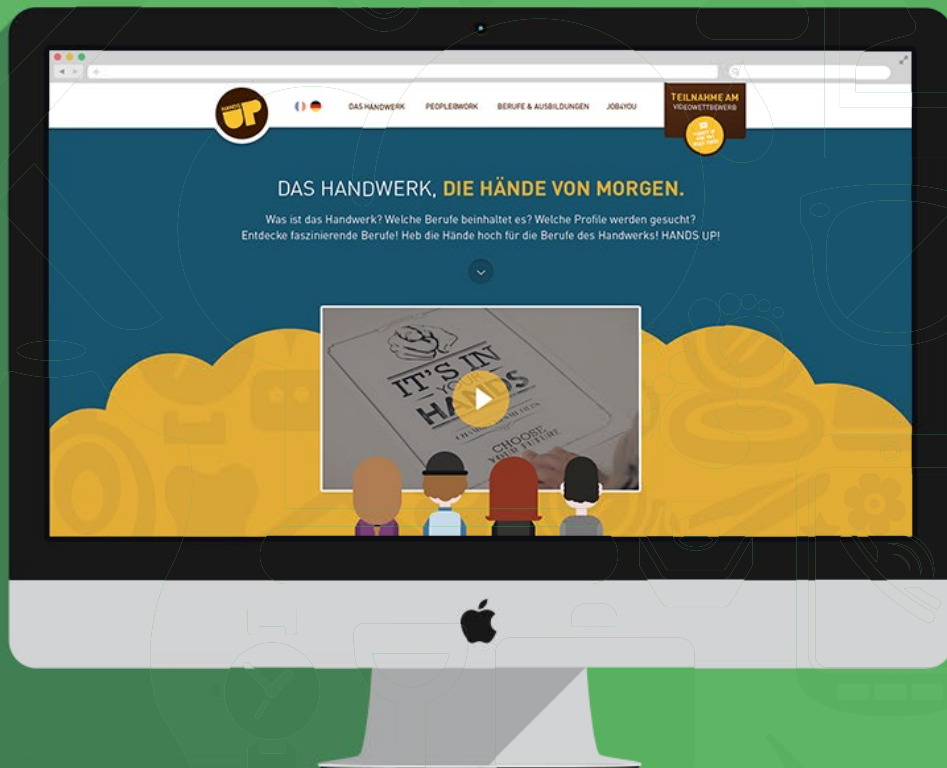 HANDS
UP
DAS HANDWERK
PEOPLE@WORK
BERUFE & AUSBILDUNGEN
JOB4YOU
TEILNAHME AM
VIDEOWETTBEWERB
DAS HANDWERK, DIE HÄNDE VON MORGEN.
Was ist das Handwerk? Welche Berufe beinhaltet es? Welche Profile werden gesucht?
Entdecke faszinierende Berufe! Heb die Hände hoch für die Berufe des Handwerks! HANDS UP!
IT'S IN
YOUR
HANDS
CHOOSE
YOUR FUTURE